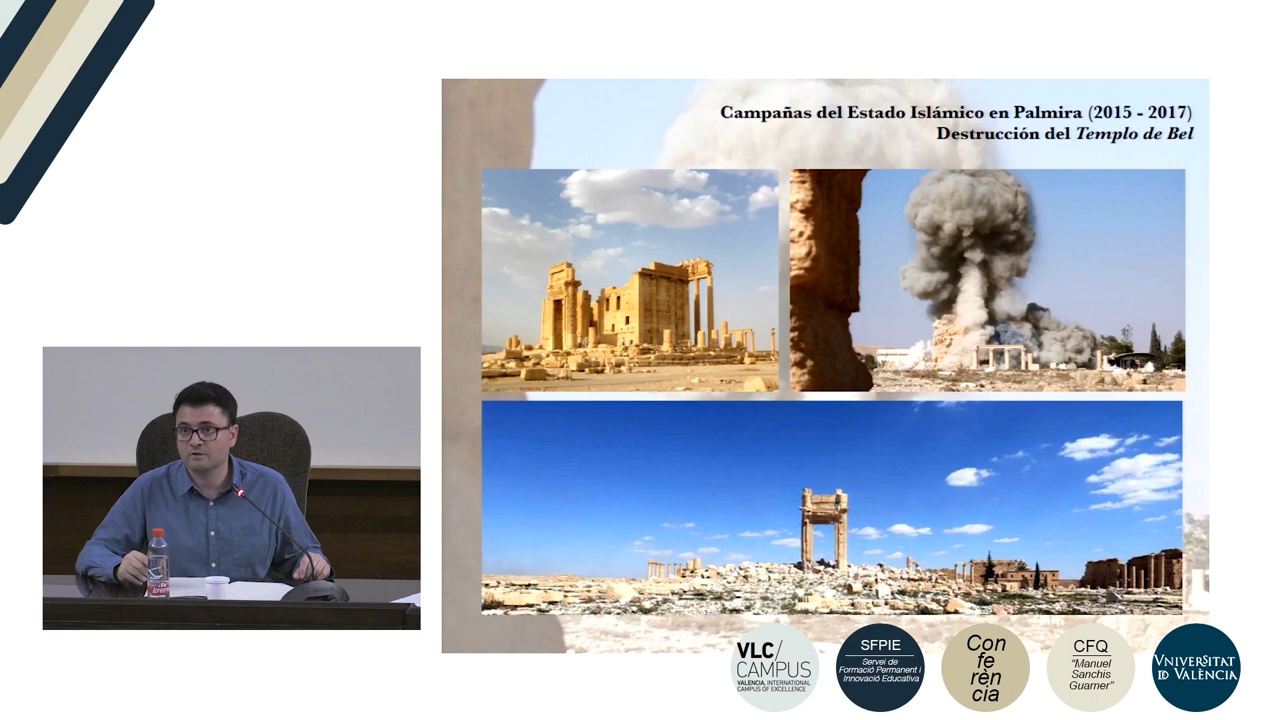 Campañas del Estado Islámico en Palmira (2015 - 2017)
Destrucción del Templo de Bel
VLC/
CAMPUS
VALENCIA, INTERNATIONAL
CAMPUS OF EXCELLENCE
SFPIE
Servei de
Formació Permanent i
Innovació Educativa
Con
fe
rèn
cia
CFQ
“Manuel
Sanchis
Guarner”
VNIVERSITAT
ID VALÈNCIA